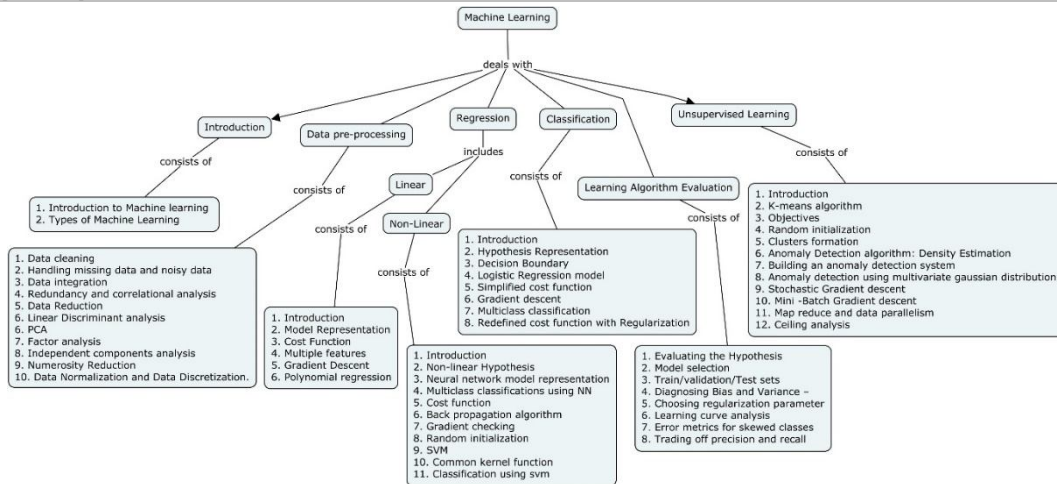 Machine Learning
deals with
Introduction
Data pre-processing
Regression
Classification
Unsupervised Learning
consists of
1. Introduction to Machine learning
2. Types of Machine Learning
consists of
1. Data cleaning
2. Handling missing data and noisy data
3. Data integration
4. Redundancy and correlational analysis
5. Data Reduction
6. Linear Discriminant analysis
6. PCA
7. Factor analysis
8. Independent components analysis
9. Numerosity Reduction
10. Data Normalization and Data Discretization.
includes
Linear
consists of
1. Introduction
2. Model Representation
3. Cost Function
4. Multiple features
5. Gradient Descent
6. Polynomial regression
Non-Linear
consists of
1. Introduction
2. Non-linear Hypothesis
3. Neural network model representation
4. Multiclass classifications using NN
5. Cost function
6. Back propagation algorithm
7. Gradient checking
8. Random initialization
9. SVM
10. Common kernel function
11. Classification using svm
consists of
1. Introduction
2. Hypothesis Representation
3. Decision Boundary
4. Logistic Regression model
5. Simplified cost function
6. Gradient descent
7. Multiclass classification
8. Redefined cost function with Regularization
Learning Algorithm Evaluation
consists of
1. Evaluating the Hypothesis
2. Model selection
3. Train/validation/Test sets
4. Diagnosing Bias and Variance –
5. Choosing regularization parameter
6. Learning curve analysis
7. Error metrics for skewed classes
8. Trading off precision and recall
consists of
1. Introduction
2. K-means algorithm
3. Objectives
4. Random initialization
5. Clusters formation
6. Anomaly Detection algorithm: Density Estimation
7. Building an anomaly detection system
8. Anomaly detection using multivariate gaussian distribution
9. Stochastic Gradient descent
10. Mini -Batch Gradient descent
11. Map reduce and data parallelism
12. Ceiling analysis